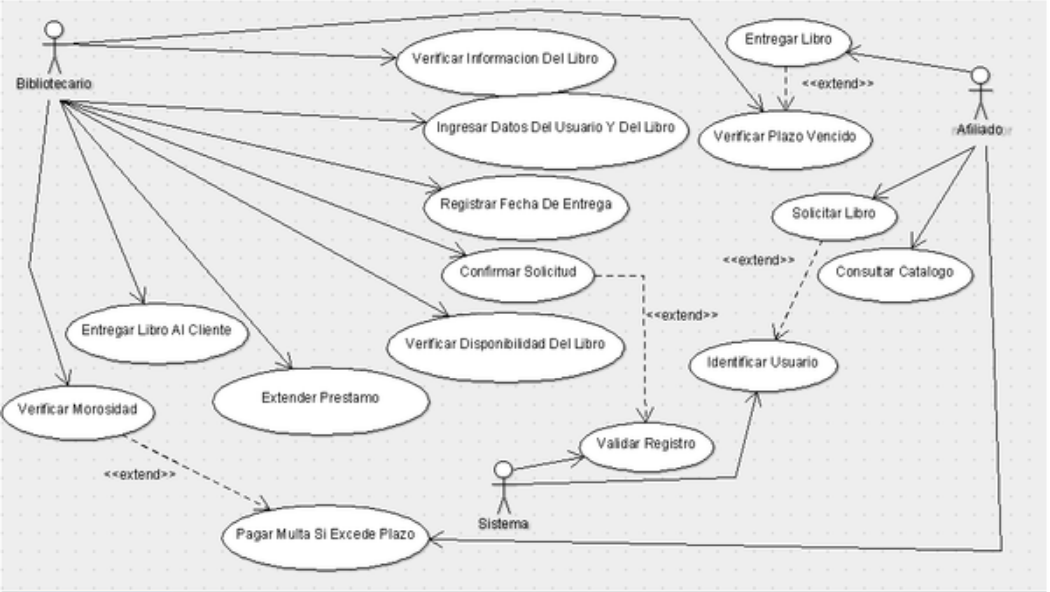 Bibliotecario
Verificar Informacion Del Libro
Entregar Libro
<<extend>>
Ingresar Datos Del Usuario Y Del Libro
Verificar Plazo Vencido
Afiliado
Registrar Fecha De Entrega
Solicitar Libro
<<extend>>
Confirmar Solicitud
Consultar Catalogo
<<extend>>
Entregar Libro Al Cliente
Verificar Disponibilidad Del Libro
Identificar Usuario
Extender Prestamo
Verificar Morosidad
Validar Registro
<<extend>>
Sistema
Pagar Multa Si Excede Plazo